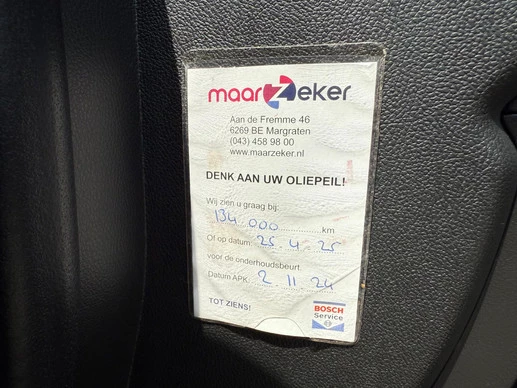 maarzeker
Aan de Fremme 46
6269 BE Margraten
(043) 458 98 00
www.maarzeker.nl
DENK AAN UW OLIEPEIL!
Wij zien u graag bij:
134 000 km
Of op datum: 25.4.25
voor de onderhoudsbeurt.
Datum APK: 2.11.24
TOT ZIENS!
BOSCH
Service